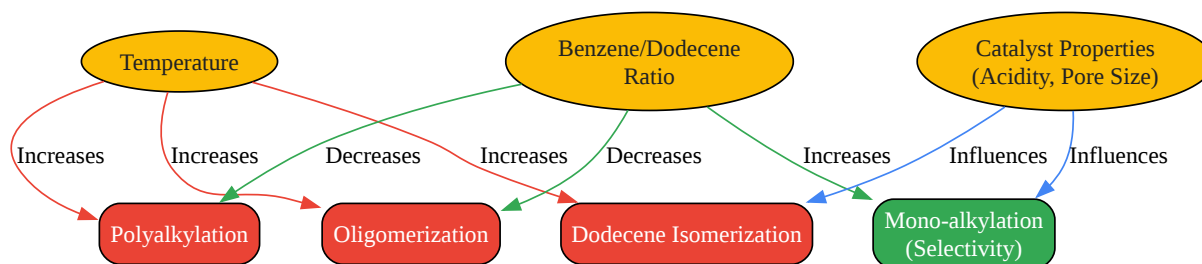 Temperature
Benzene/Dodecene
Ratio
Catalyst Properties
(Acidity, Pore Size)
Increases
Increases
Decreases
Increases
Decreases
Increases
Influences
Influences
Polyalkylation
Oligomerization
Dodecene Isomerization
Mono-alkylation
(Selectivity)